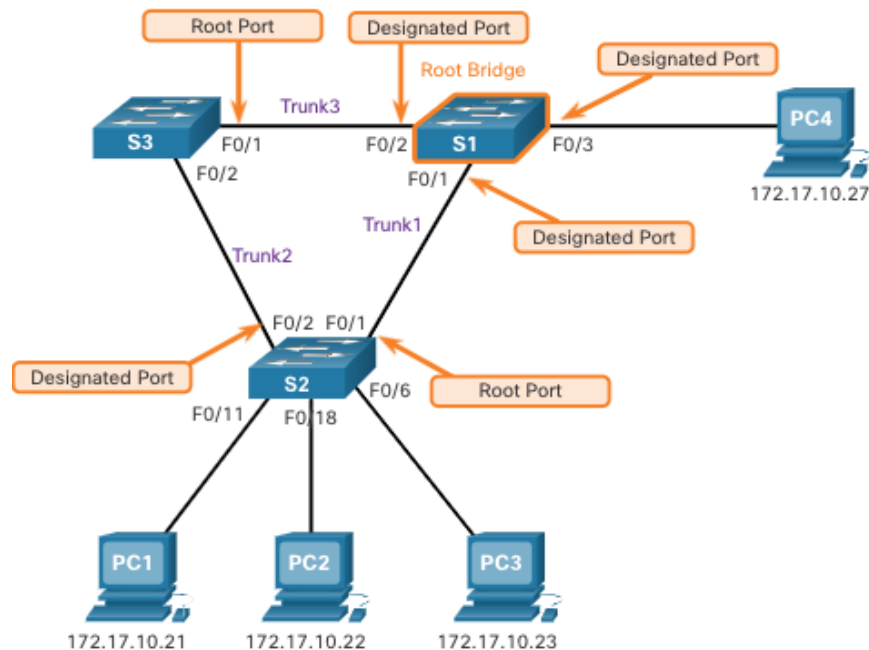 Root Port
Designated Port
Root Bridge
Designated Port
Trunk3
S3
F0/1
F0/2
S1
F0/3
PC4
F0/2
F0/1
172.17.10.27
Trunk1
Designated Port
Trunk2
F0/2
F0/1
Designated Port
S2
F0/6
Root Port
F0/11
F0/18
PC1
PC2
PC3
172.17.10.21
172.17.10.22
172.17.10.23